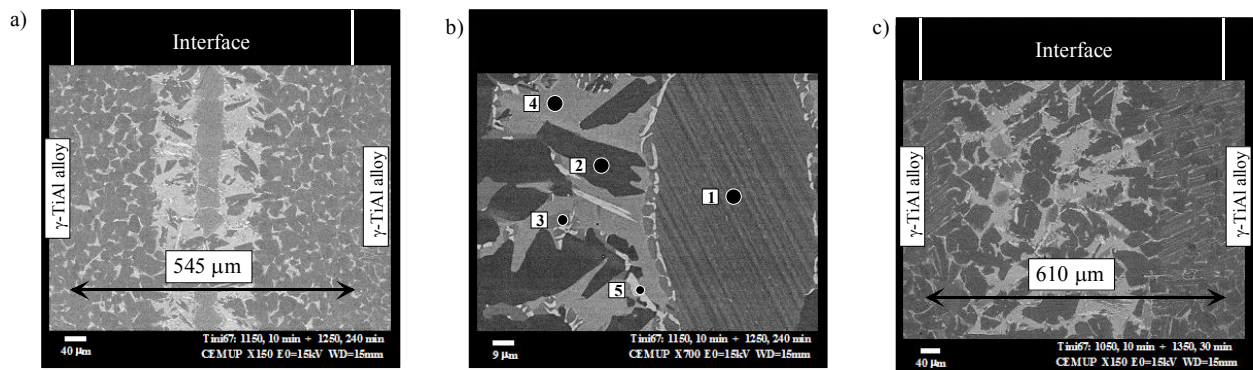 a)
Interface
γ-TiAl alloy
γ-TiAl alloy
545 µm
Tini67: 1150, 10 min + 1250, 240 min
40 µm CEMUP X150 E0=15kV WD=15mm
b)
4
2
1
3
5
Tini67: 1150, 10 min + 1250, 240 min
9 µm CEMUP X700 E0=15kV WD=15mm
c)
Interface
γ-TiAl alloy
γ-TiAl alloy
610 µm
Tini67: 1050, 10 min + 1350, 30 min
40 µm CEMUP X150 E0=15kV WD=15mm